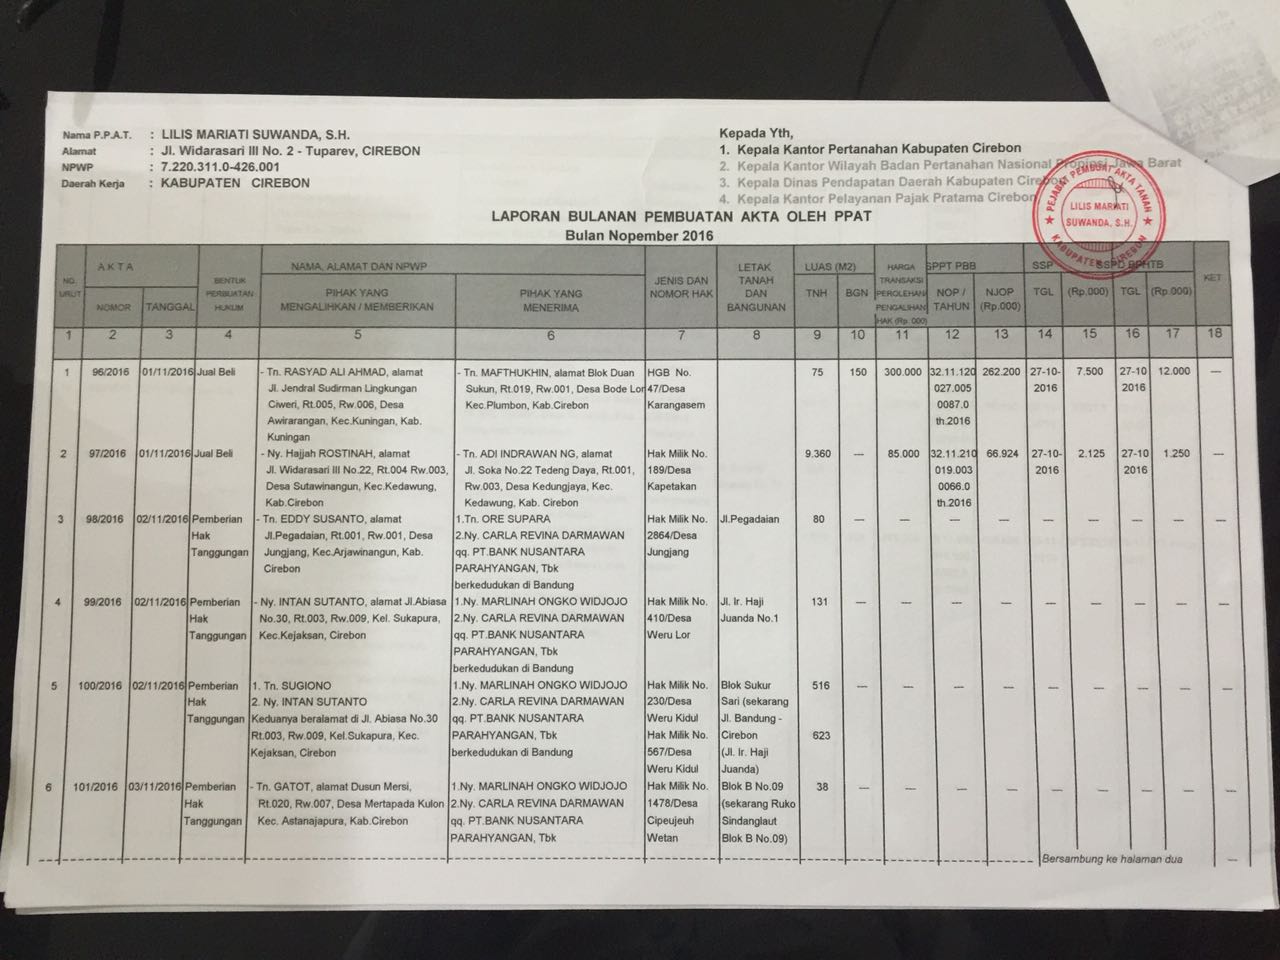 Nama P.P.A.T. : LILIS MARIATI SUWANDA, S.H.
Alamat : Jl. Widarasari III No. 2 - Tuparev, CIREBON
NPWP : 7.220.311.0-426.001
Daerah Kerja : KABUPATEN CIREBON
Kepada Yth,
1. Kepala Kantor Pertanahan Kabupaten Cirebon
2. Kepala Kantor Wilayah Badan Pertanahan Nasional Propinsi Jawa Barat
3. Kepala Dinas Pendapatan Daerah Kabupaten Cirebon
4. Kepala Kantor Pelayanan Pajak Pratama Cirebon
PEJABAT PEMBUAT AKTA TANAH
LILIS MARIATI
SUWANDA, S.H.
KABUPATEN CIREBON
LAPORAN BULANAN PEMBUATAN AKTA OLEH PPAT
Bulan Nopember 2016
NO. URUT
AKTA
NOMOR TANGGAL
BENTUK PERBUATAN HUKUM
NAMA, ALAMAT DAN NPWP
PIHAK YANG MENGALIHKAN / MEMBERIKAN
PIHAK YANG MENERIMA
JENIS DAN NOMOR HAK
LETAK TANAH DAN BANGUNAN
LUAS (M2)
TNH BGN
HARGA TRANSAKSI PEROLEHAN/ PENGALIHAN HAK (Rp. 000)
SPPT PBB
NOP / TAHUN
NJOP (Rp.000)
SSP
TGL (Rp.000)
SSPD BPHTB
TGL (Rp.000)
KET
1 2 3 4 5 6 7 8 9 10 11 12 13 14 15 16 17 18
1 96/2016 01/11/2016 Jual Beli - Tn. RASYAD ALI AHMAD, alamat - Tn. MAFTHUKHIN, alamat Blok Duan HGB No. 75 150 300.000 32.11.120 262.200 27-10- 7.500 27-10 12.000 —
Jl. Jendral Sudirman Lingkungan Sukun, Rt.019, Rw.001, Desa Bode Lor 47/Desa 027.005 2016 2016
Ciweri, Rt.005, Rw.006, Desa Kec.Plumbon, Kab.Cirebon Karangasem 0087.0
Awirarangan, Kec.Kuningan, Kab. th.2016
Kuningan
2 97/2016 01/11/2016 Jual Beli - Ny. Hajjah ROSTINAH, alamat - Tn. ADI INDRAWAN NG, alamat Hak Milik No. 9.360 --- 85.000 32.11.210 66.924 27-10- 2.125 27-10 1.250 —
Jl. Widarasari III No.22, Rt.004 Rw.003, Jl. Soka No.22 Tedeng Daya, Rt.001, 189/Desa 019.003 2016 2016
Desa Sutawinangun, Kec.Kedawung, Rw.003, Desa Kedungjaya, Kec. Kapetakan 0066.0
Kab.Cirebon Kedawung, Kab. Cirebon th.2016
3 98/2016 02/11/2016 Pemberian - Tn. EDDY SUSANTO, alamat 1.Tn. ORE SUPARA Hak Milik No. Jl.Pegadaian 80 --- --- --- --- --- --- --- --- ---
Hak Jl.Pegadaian, Rt.001, Rw.001, Desa 2.Ny. CARLA REVINA DARMAWAN 2864/Desa
Tanggungan Jungjang, Kec.Arjawinangun, Kab. qq. PT.BANK NUSANTARA Jungjang
Cirebon PARAHYANGAN, Tbk
berkedudukan di Bandung
4 99/2016 02/11/2016 Pemberian - Ny. INTAN SUTANTO, alamat Jl.Abiasa 1.Ny. MARLINAH ONGKO WIDJOJO Hak Milik No. Jl. Ir. Haji 131 --- --- --- --- --- --- --- --- ---
Hak No.30, Rt.003, Rw.009, Kel. Sukapura, 2.Ny. CARLA REVINA DARMAWAN 410/Desa Juanda No.1
Tanggungan Kec.Kejaksan, Cirebon qq. PT.BANK NUSANTARA Weru Lor
PARAHYANGAN, Tbk
berkedudukan di Bandung
5 100/2016 02/11/2016 Pemberian 1. Tn. SUGIONO 1.Ny. MARLINAH ONGKO WIDJOJO Hak Milik No. Blok Sukur 516 --- --- --- --- --- --- --- --- ---
Hak 2. Ny. INTAN SUTANTO 2.Ny. CARLA REVINA DARMAWAN 230/Desa Sari (sekarang
Tanggungan Keduanya beralamat di Jl. Abiasa No.30 qq. PT.BANK NUSANTARA Weru Kidul Jl. Bandung -
Rt.003, Rw.009, Kel.Sukapura, Kec. PARAHYANGAN, Tbk Hak Milik No. Cirebon 623
Kejaksan, Cirebon berkedudukan di Bandung 567/Desa (Jl. Ir. Haji
Weru Kidul Juanda)
6 101/2016 03/11/2016 Pemberian - Tn. GATOT, alamat Dusun Mersi, 1.Ny. MARLINAH ONGKO WIDJOJO Hak Milik No. Blok B No.09 38 --- --- --- --- --- --- --- --- ---
Hak Rt.020, Rw.007, Desa Mertapada Kulon 2.Ny. CARLA REVINA DARMAWAN 1478/Desa (sekarang Ruko
Tanggungan Kec. Astanajapura, Kab.Cirebon qq. PT.BANK NUSANTARA Cipeujeuh Sindanglaut
PARAHYANGAN, Tbk Wetan Blok B No.09)
Bersambung ke halaman dua ---